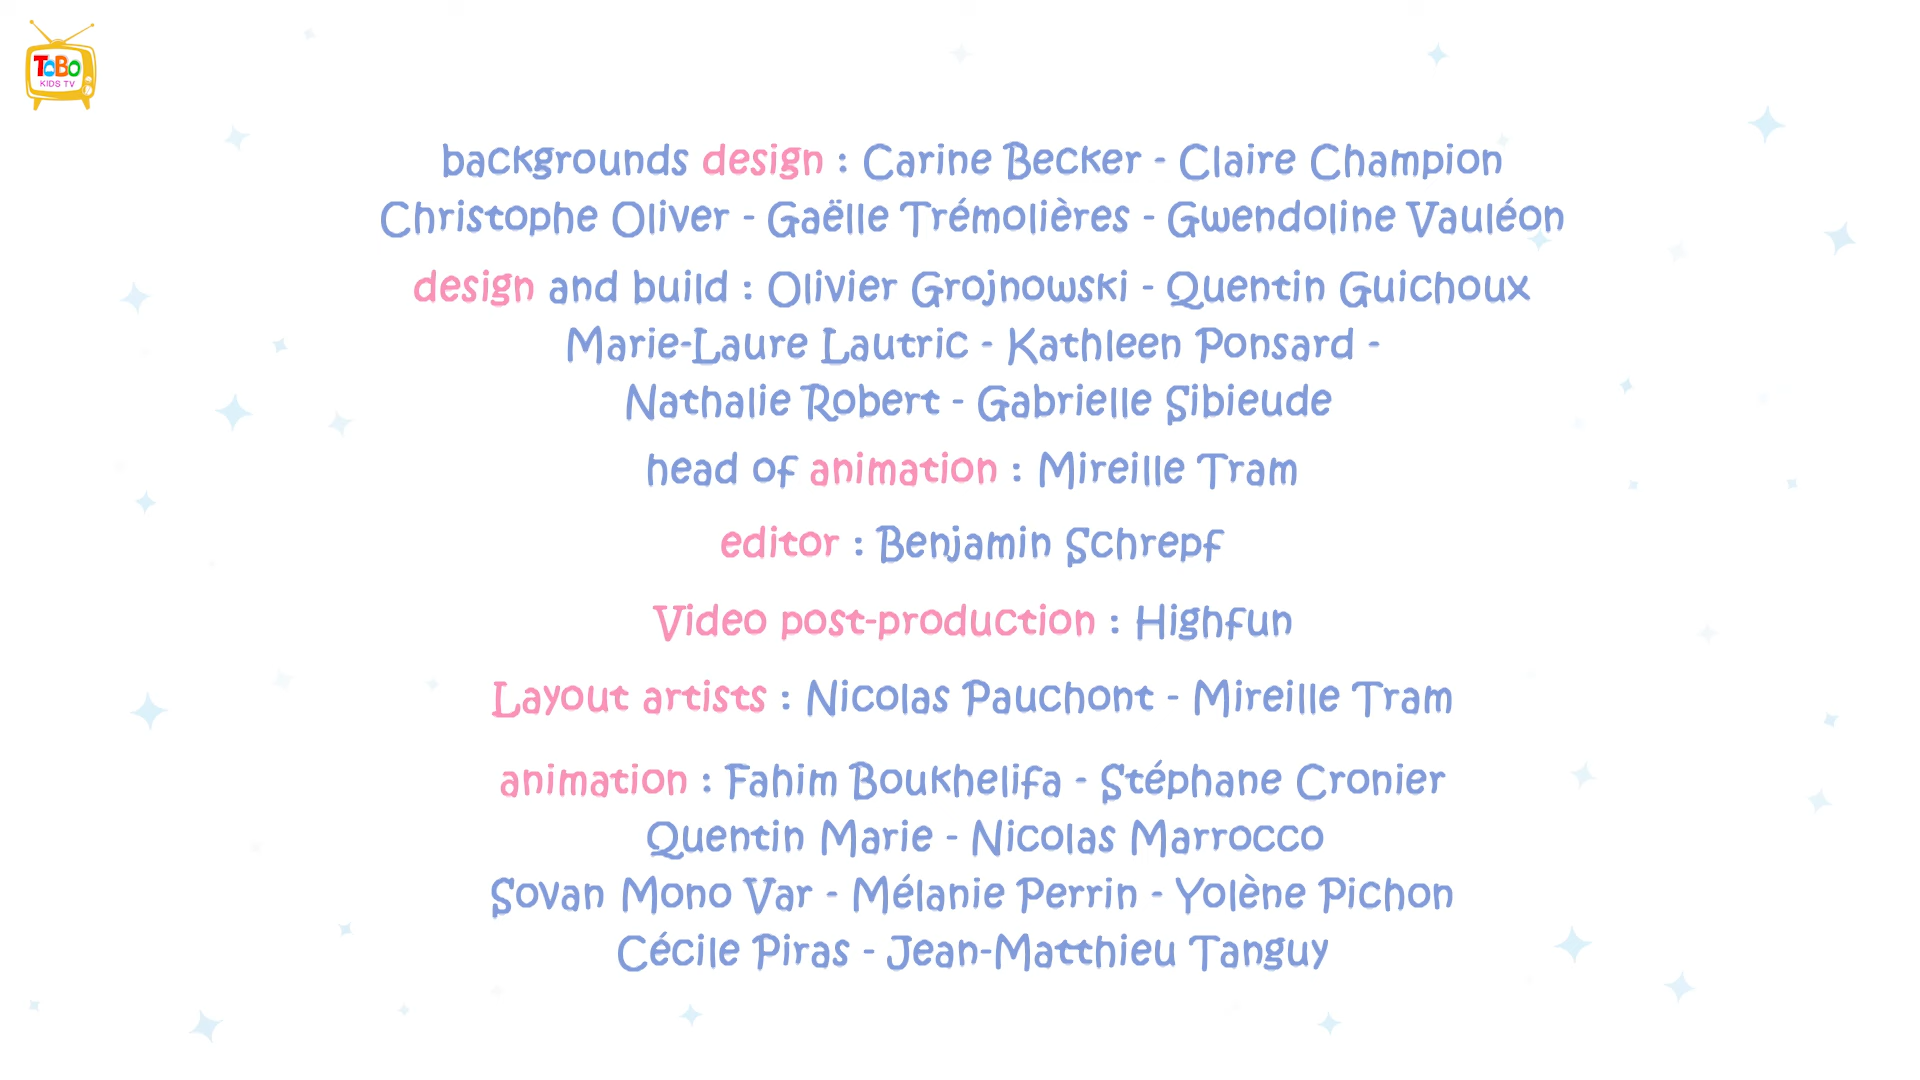 ToBo
KIDS TV
backgrounds design : Carine Becker - Claire Champion
Christophe Oliver - Gaëlle Trémolières - Gwendoline Vauléon
design and build : Olivier Grojnowski - Quentin Guichoux
Marie-Laure Lautric - Kathleen Ponsard -
Nathalie Robert - Gabrielle Sibieude
head of animation : Mireille Tram
editor : Benjamin Schrepf
Video post-production : Highfun
Layout artists : Nicolas Pauchont - Mireille Tram
animation : Fahim Boukhelifa - Stéphane Cronier
Quentin Marie - Nicolas Marrocco
Sovan Mono Var - Mélanie Perrin - Yolène Pichon
Cécile Piras - Jean-Matthieu Tanguy